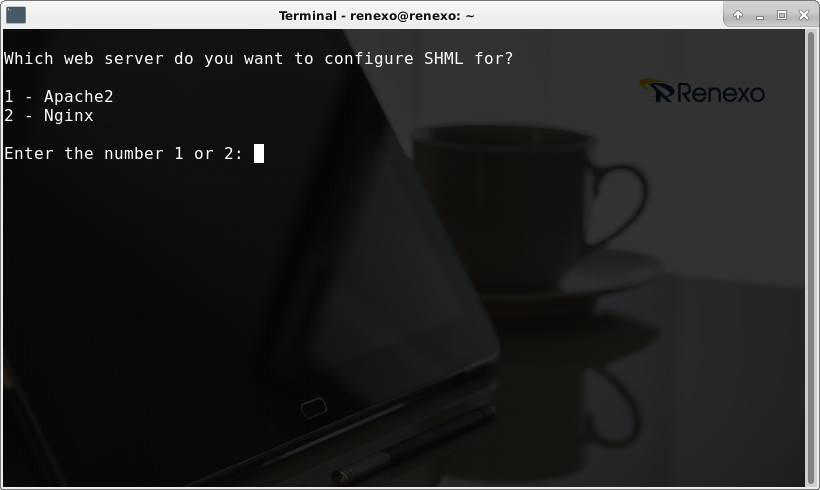 Terminal - renexo@renexo: ~
Which web server do you want to configure SHML for?
Renexo
1 - Apache2
2 - Nginx
Enter the number 1 or 2: